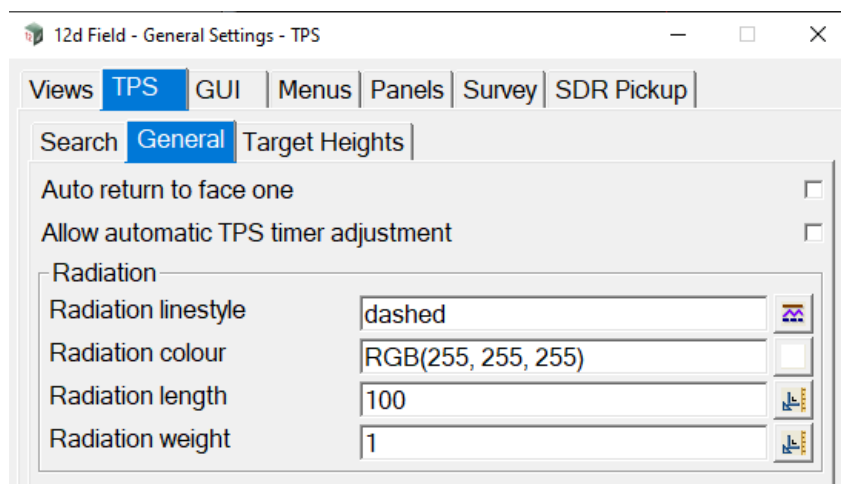 12d Field - General Settings - TPS
Views TPS GUI Menus Panels Survey SDR Pickup
Search General Target Heights
Auto return to face one
Allow automatic TPS timer adjustment
Radiation
Radiation linestyle dashed
Radiation colour RGB(255, 255, 255)
Radiation length 100
Radiation weight 1